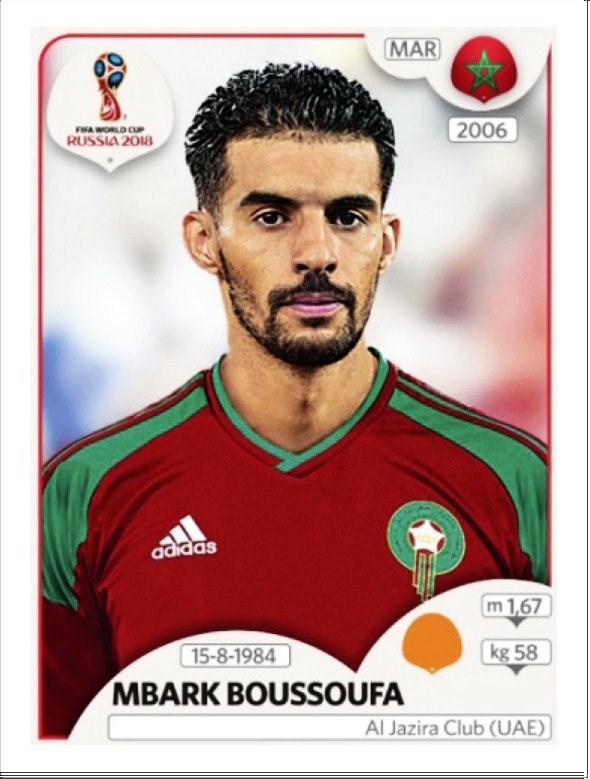 MAR
FIFA WORLD CUP
RUSSIA 2018
2006
adidas
m 1,67
kg 58
15-8-1984
MBARK BOUSSOUFA
Al Jazira Club (UAE)